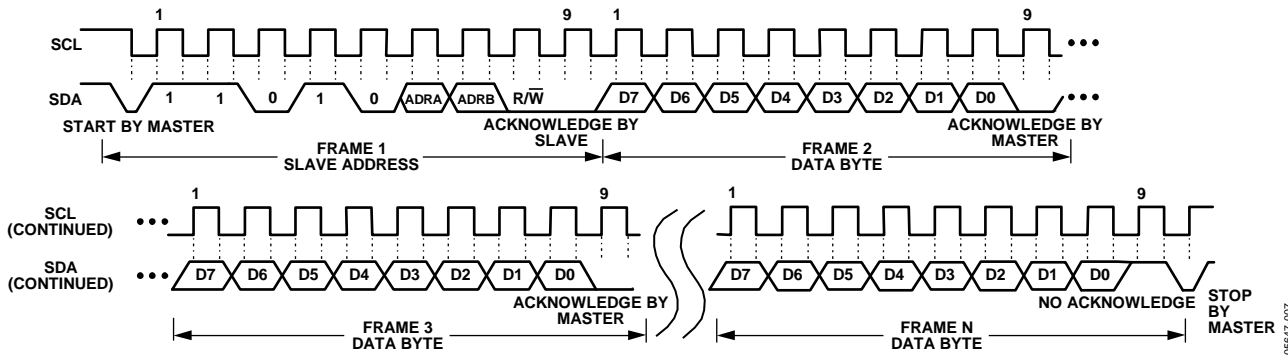 1 9 1 9
SCL
SDA 1 1 0 1 0 ADRA ADRB R/W̅ D7 D6 D5 D4 D3 D2 D1 D0
START BY MASTER
ACKNOWLEDGE BY
SLAVE
ACKNOWLEDGE BY
MASTER
FRAME 1
SLAVE ADDRESS
FRAME 2
DATA BYTE
1 9 1 9
SCL
(CONTINUED)
SDA
(CONTINUED)
D7 D6 D5 D4 D3 D2 D1 D0 D7 D6 D5 D4 D3 D2 D1 D0
ACKNOWLEDGE BY
MASTER
NO ACKNOWLEDGE
STOP
BY
MASTER
FRAME 3
DATA BYTE
FRAME N
DATA BYTE